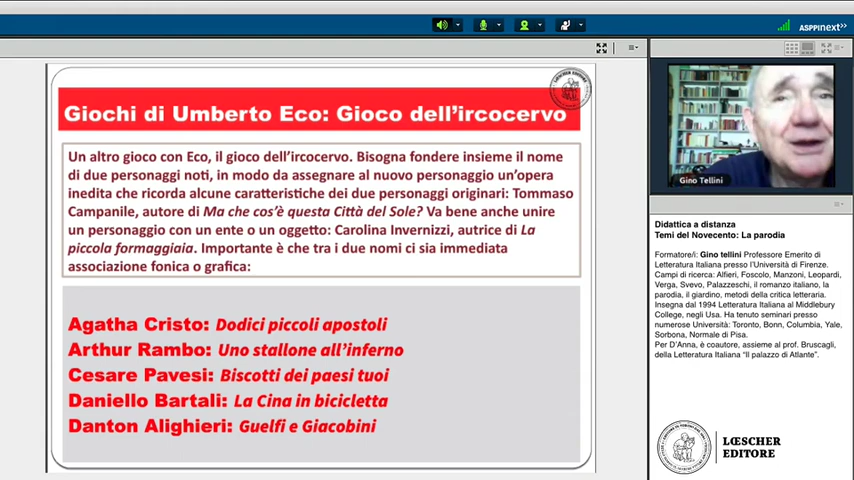 ASPPInext>>
LŒSCHER EDITORE
Giochi di Umberto Eco: Gioco dell'ircocervo
Un altro gioco con Eco, il gioco dell'ircocervo. Bisogna fondere insieme il nome
di due personaggi noti, in modo da assegnare al nuovo personaggio un'opera
inedita che ricorda alcune caratteristiche dei due personaggi originari: Tommaso
Campanile, autore di Ma che cos'è questa Città del Sole? Va bene anche unire
un personaggio con un ente o un oggetto: Carolina Invernizzi, autrice di La
piccola formaggiaia. Importante è che tra i due nomi ci sia immediata
associazione fonica o grafica:
Agatha Cristo: Dodici piccoli apostoli
Arthur Rambo: Uno stallone all'inferno
Cesare Pavesi: Biscotti dei paesi tuoi
Daniello Bartali: La Cina in bicicletta
Danton Alighieri: Guelfi e Giacobini
Gino Tellini
Didattica a distanza
Temi del Novecento: La parodia
Formatore/i: Gino tellini Professore Emerito di
Letteratura Italiana presso l'Università di Firenze.
Campi di ricerca: Alfieri, Foscolo, Manzoni, Leopardi,
Verga, Svevo, Palazzeschi, il romanzo italiano, la
parodia, il giardino, metodi della critica letteraria.
Insegna dal 1994 Letteratura Italiana al Middlebury
College, negli Usa. Ha tenuto seminari presso
numerose Università: Toronto, Bonn, Columbia, Yale,
Sorbona, Normale di Pisa.
Per D'Anna, è coautore, assieme al prof. Bruscagli,
della Letteratura Italiana "Il palazzo di Atlante".
LŒSCHER
EDITORE